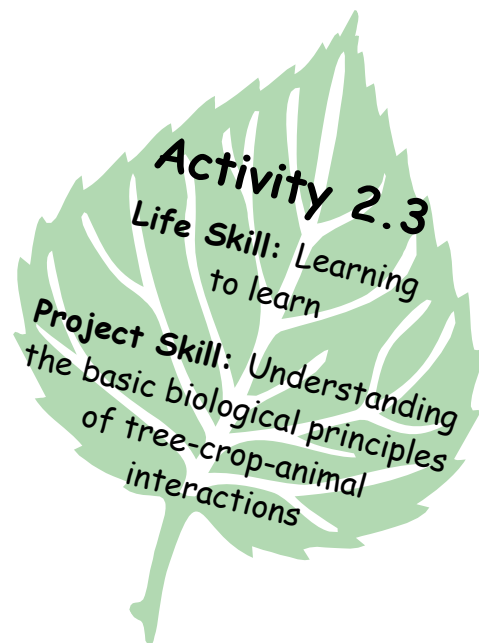 Activity 2.3
Life Skill: Learning
to learn
Project Skill: Understanding
the basic biological principles
of tree-crop-animal
interactions